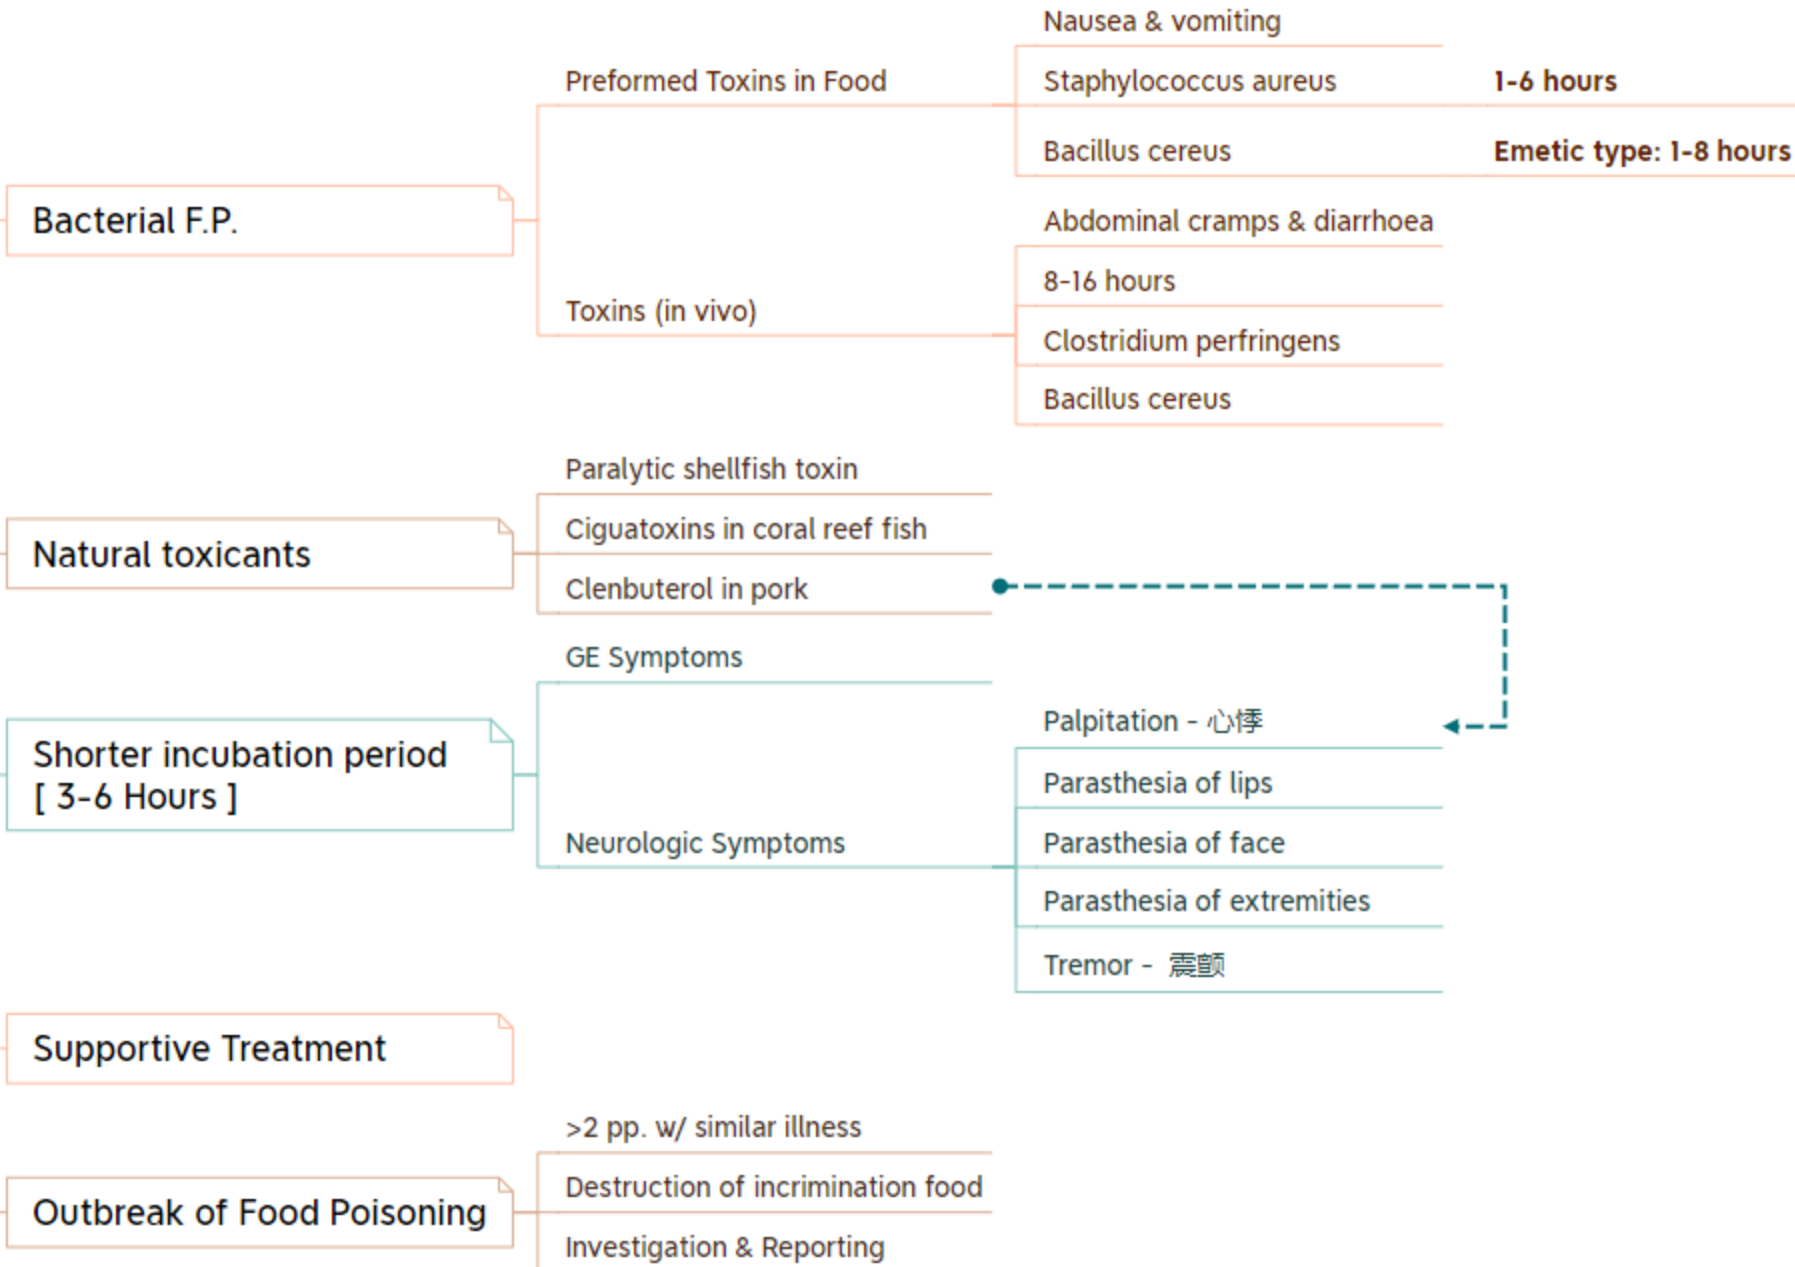 Nausea & vomiting
Preformed Toxins in Food
Staphylococcus aureus
1-6 hours
Bacillus cereus
Emetic type: 1-8 hours
Bacterial F.P.
Abdominal cramps & diarrhoea
8-16 hours
Toxins (in vivo)
Clostridium perfringens
Bacillus cereus
Paralytic shellfish toxin
Natural toxicants
Ciguatoxins in coral reef fish
Clenbuterol in pork
GE Symptoms
Shorter incubation period
[ 3-6 Hours ]
Palpitation - 心悸
Parasthesia of lips
Neurologic Symptoms
Parasthesia of face
Parasthesia of extremities
Tremor - 震颤
Supportive Treatment
>2 pp. w/ similar illness
Outbreak of Food Poisoning
Destruction of incrimination food
Investigation & Reporting